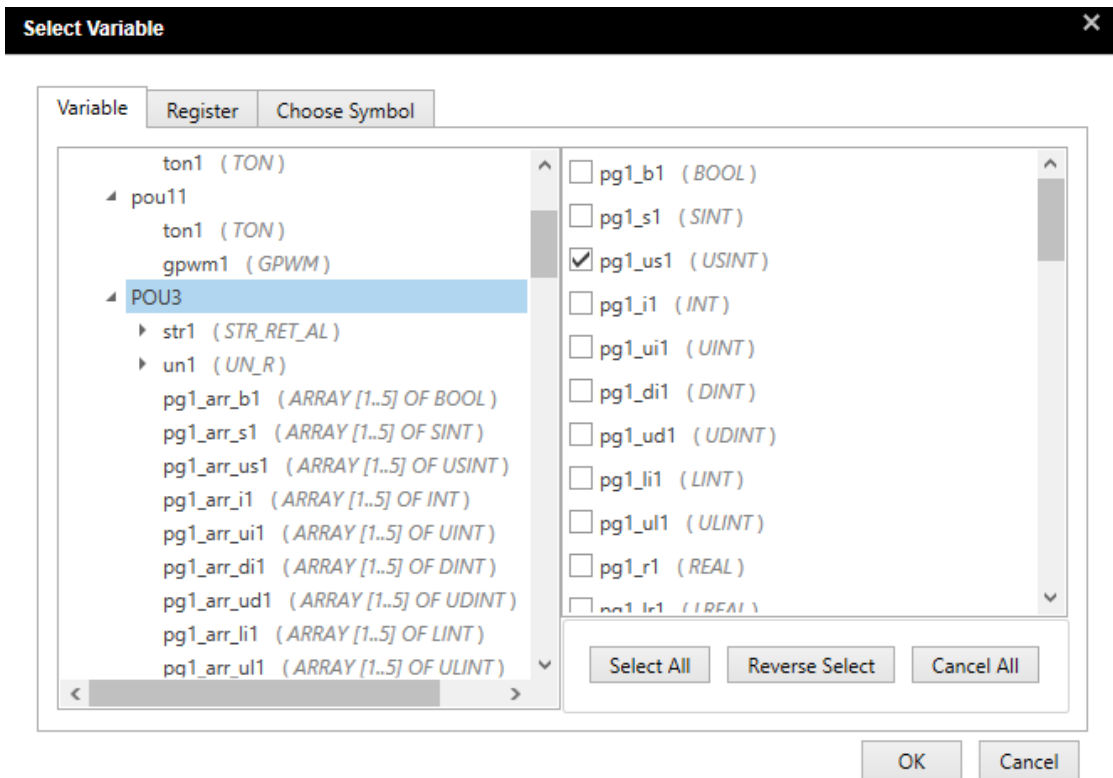 Select Variable
Variable
Register
Choose Symbol
ton1 ( TON )
pou11
ton1 ( TON )
gpwm1 ( GPWM )
POU3
str1 ( STR_RET_AL )
un1 ( UN_R )
pg1_arr_b1 ( ARRAY [1..5] OF BOOL )
pg1_arr_s1 ( ARRAY [1..5] OF SINT )
pg1_arr_us1 ( ARRAY [1..5] OF USINT )
pg1_arr_i1 ( ARRAY [1..5] OF INT )
pg1_arr_ui1 ( ARRAY [1..5] OF UINT )
pg1_arr_di1 ( ARRAY [1..5] OF DINT )
pg1_arr_ud1 ( ARRAY [1..5] OF UDINT )
pg1_arr_li1 ( ARRAY [1..5] OF LINT )
pg1_arr_ul1 ( ARRAY [1..5] OF ULINT )
pg1_b1 ( BOOL )
pg1_s1 ( SINT )
pg1_us1 ( USINT )
pg1_i1 ( INT )
pg1_ui1 ( UINT )
pg1_di1 ( DINT )
pg1_ud1 ( UDINT )
pg1_li1 ( LINT )
pg1_ul1 ( ULINT )
pg1_r1 ( REAL )
pg1_lr1 ( LREAL )
Select All
Reverse Select
Cancel All
OK
Cancel